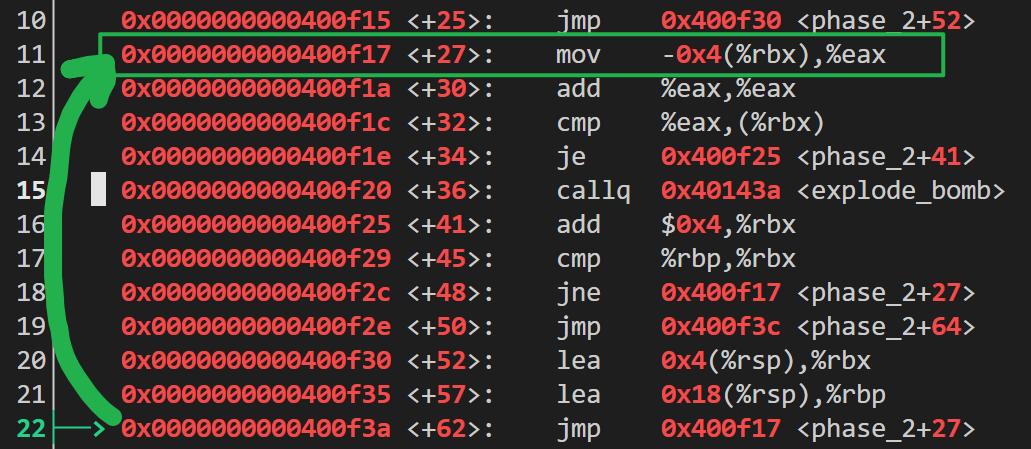 10 0x0000000000400f15 <+25>: jmp 0x400f30 <phase_2+52>
11 0x0000000000400f17 <+27>: mov -0x4(%rbx),%eax
12 0x0000000000400f1a <+30>: add %eax,%eax
13 0x0000000000400f1c <+32>: cmp %eax,(%rbx)
14 0x0000000000400f1e <+34>: je 0x400f25 <phase_2+41>
15 0x0000000000400f20 <+36>: callq 0x40143a <explode_bomb>
16 0x0000000000400f25 <+41>: add $0x4,%rbx
17 0x0000000000400f29 <+45>: cmp %rbp,%rbx
18 0x0000000000400f2c <+48>: jne 0x400f17 <phase_2+27>
19 0x0000000000400f2e <+50>: jmp 0x400f3c <phase_2+64>
20 0x0000000000400f30 <+52>: lea 0x4(%rsp),%rbx
21 0x0000000000400f35 <+57>: lea 0x18(%rsp),%rbp
22 0x0000000000400f3a <+62>: jmp 0x400f17 <phase_2+27>